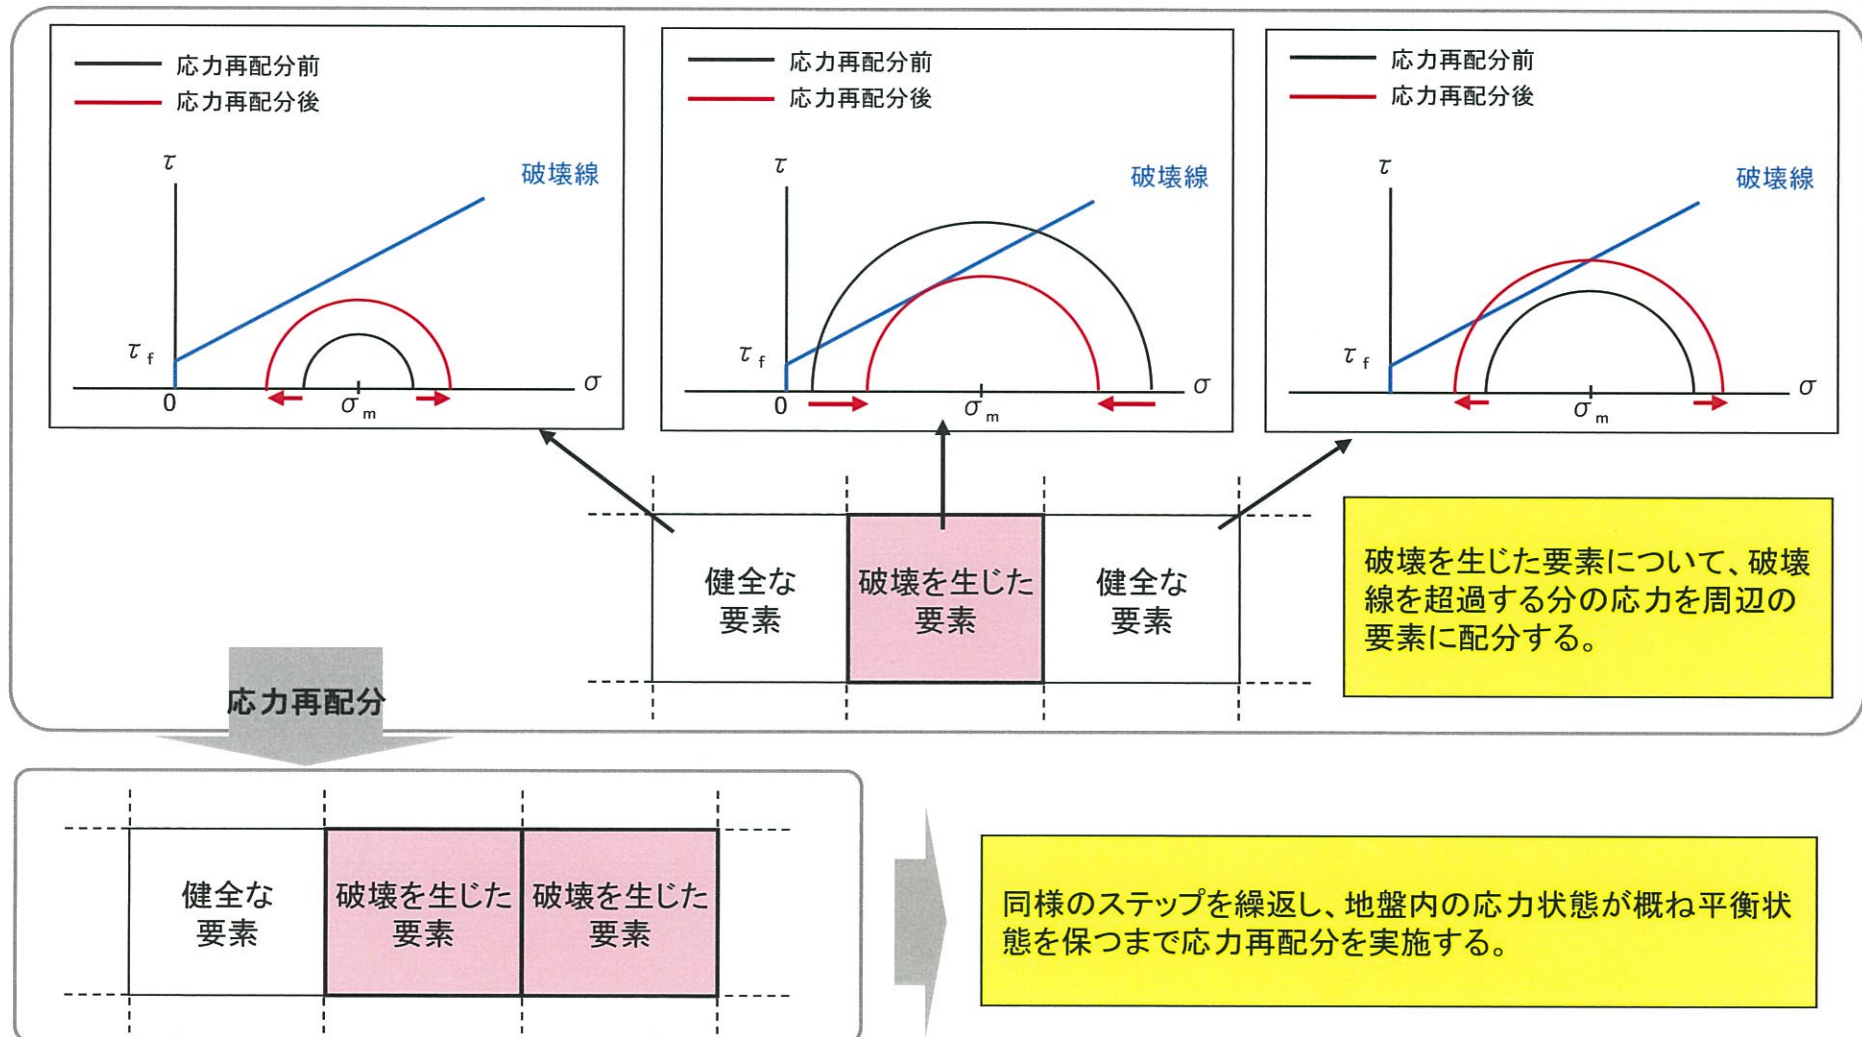 応力再配分前
応力再配分後
τ
破壊線
τf
0
σm
σ
応力再配分前
応力再配分後
τ
破壊線
τf
0
σm
σ
応力再配分前
応力再配分後
τ
破壊線
τf
σm
σ
健全な
要素
破壊を生じた
要素
健全な
要素
破壊を生じた要素について、破壊
線を超過する分の応力を周辺の
要素に配分する。
応力再配分
健全な
要素
破壊を生じた
要素
破壊を生じた
要素
同様のステップを繰返し、地盤内の応力状態が概ね平衡状
態を保つまで応力再配分を実施する。